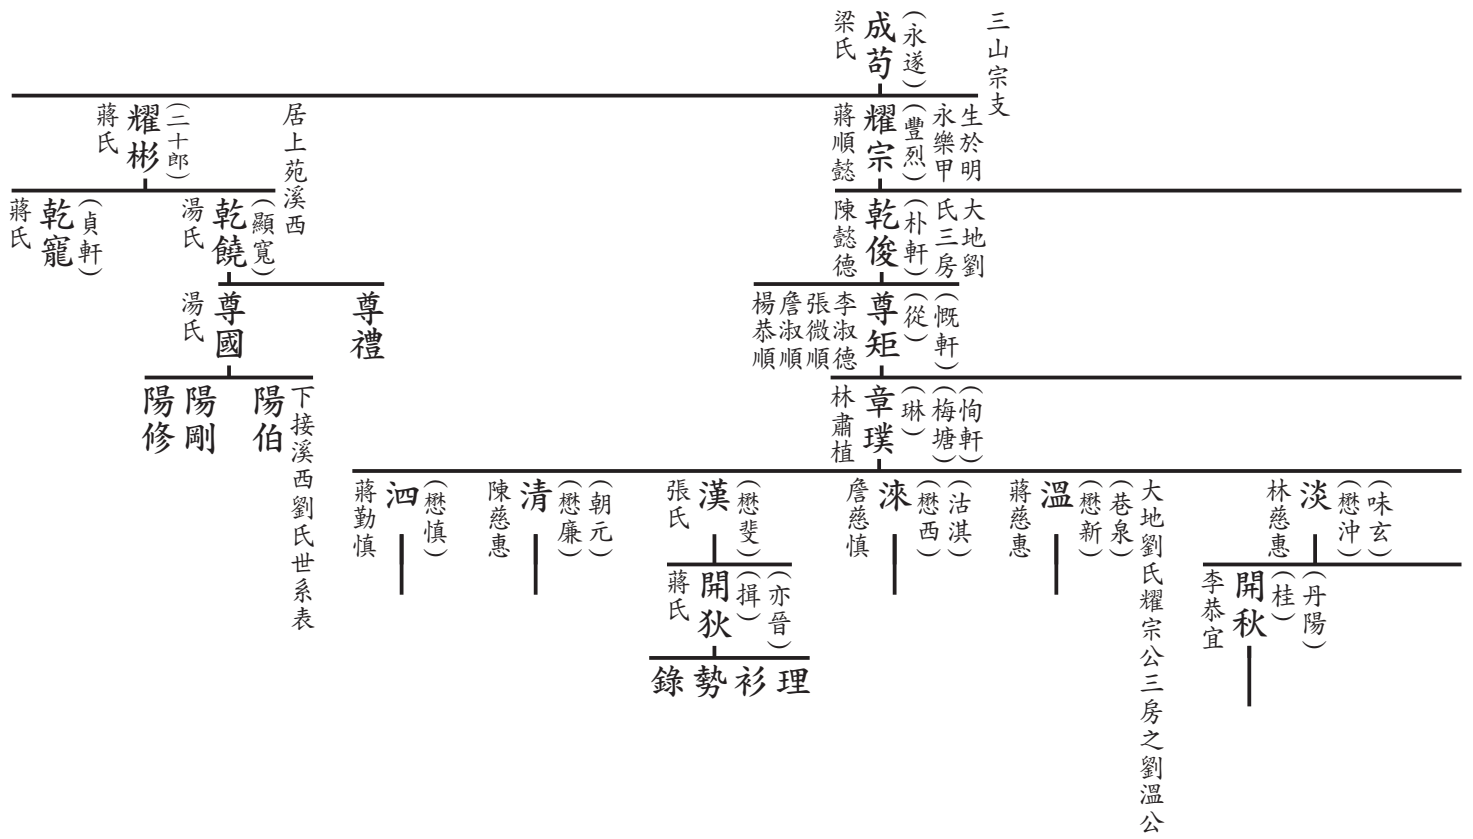 三山宗支
(永遂)
成苟
梁氏
生於明
永樂甲
(豐烈)
耀宗
蔣順懿
居上苑溪西
(二十郎)
耀彬
蔣氏
大地劉
氏三房
(朴軒)
乾俊
陳懿德
(顯寬)
乾饒
湯氏
(貞軒)
乾寵
蔣氏
(慨軒)
(從)
尊矩
李淑德
張微順
詹淑順
楊恭順
尊禮
尊國
湯氏
(恂軒)
(梅塘)
(琳)
章璞
林肅植
下接溪西劉氏世系表
陽伯
陽剛
陽修
(味玄)
(懋沖)
淡
林慈惠
大地劉氏耀宗公三房之劉溫公
(巷泉)
(懋新)
溫
蔣慈惠
(沽淇)
(懋西)
淶
詹慈慎
(懋斐)
漢
張氏
(朝元)
(懋廉)
清
陳慈惠
(懋慎)
泗
蔣勤慎
(丹陽)
(桂)
開秋
李恭宜
(亦晉)
(揖)
開狄
蔣氏
理
衫
勢
錄